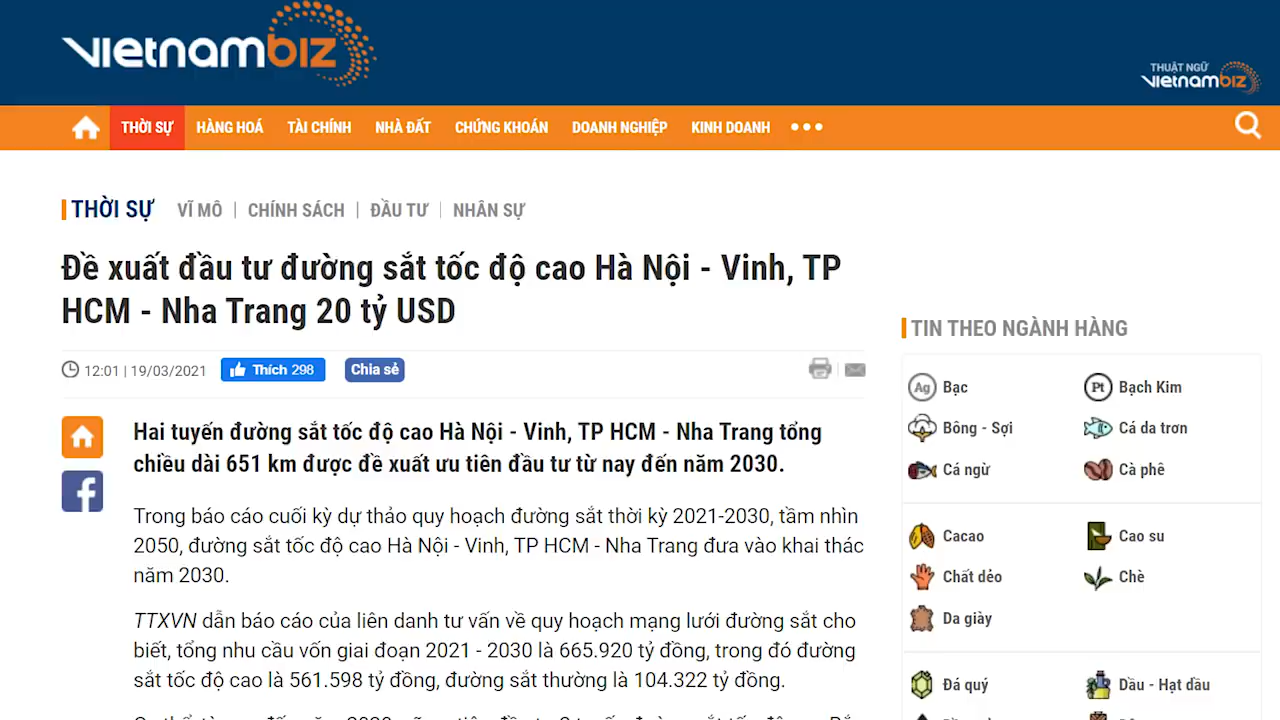 VIETNAMBIZ
THUẬT NGỮ
VIETNAMBIZ
THỜI SỰ HÀNG HOÁ TÀI CHÍNH NHÀ ĐẤT CHỨNG KHOÁN DOANH NGHIỆP KINH DOANH
THỜI SỰ VĨ MÔ | CHÍNH SÁCH | ĐẦU TƯ | NHÂN SỰ
Đề xuất đầu tư đường sắt tốc độ cao Hà Nội - Vinh, TP
HCM - Nha Trang 20 tỷ USD
12:01 | 19/03/2021 Thích 298 Chia sẻ
Hai tuyến đường sắt tốc độ cao Hà Nội - Vinh, TP HCM - Nha Trang tổng
chiều dài 651 km được đề xuất ưu tiên đầu tư từ nay đến năm 2030.
Trong báo cáo cuối kỳ dự thảo quy hoạch đường sắt thời kỳ 2021-2030, tầm nhìn
2050, đường sắt tốc độ cao Hà Nội - Vinh, TP HCM - Nha Trang đưa vào khai thác
năm 2030.
TTXVN dẫn báo cáo của liên danh tư vấn về quy hoạch mạng lưới đường sắt cho
biết, tổng nhu cầu vốn giai đoạn 2021 - 2030 là 665.920 tỷ đồng, trong đó đường
sắt tốc độ cao là 561.598 tỷ đồng, đường sắt thường là 104.322 tỷ đồng.
TIN THEO NGÀNH HÀNG
Ag Bạc Pt Bạch Kim
Bông - Sợi Cá da trơn
Cá ngừ Cà phê
Cacao Cao su
Chất dẻo Chè
Da giày
Đá quý Dầu - Hạt dầu